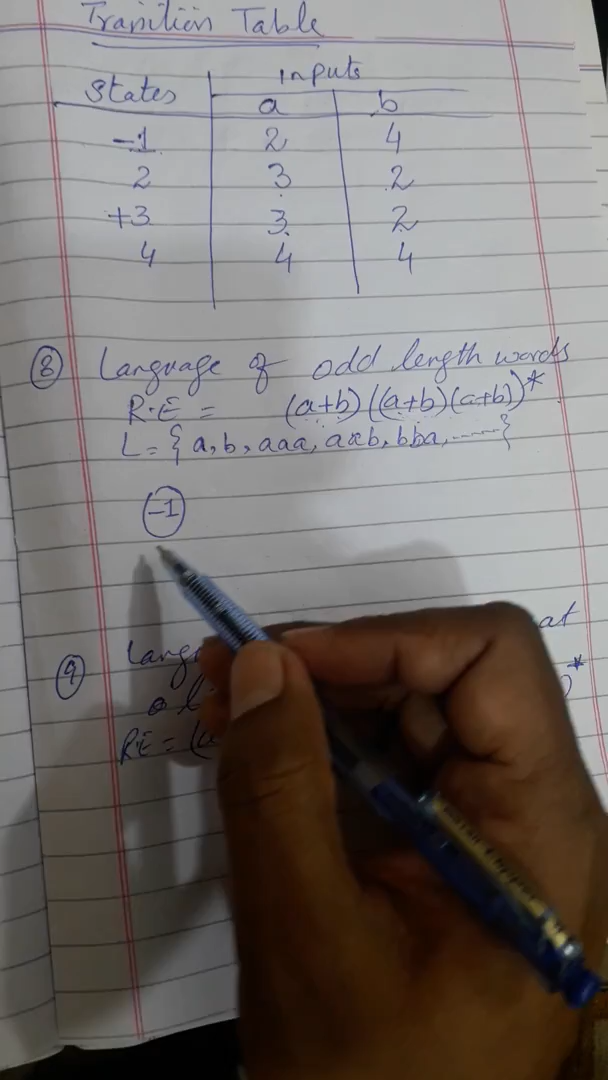 Transition Table
States inputs
a b
-1 2 4
2 3 2
+3 3 2
4 4 4
⑧ Language of odd length words
R.E = (a+b)((a+b)(a+b))*
L = { a, b, aaa, aab, bba, ......}
-1
⑨ at
)*
RE = (